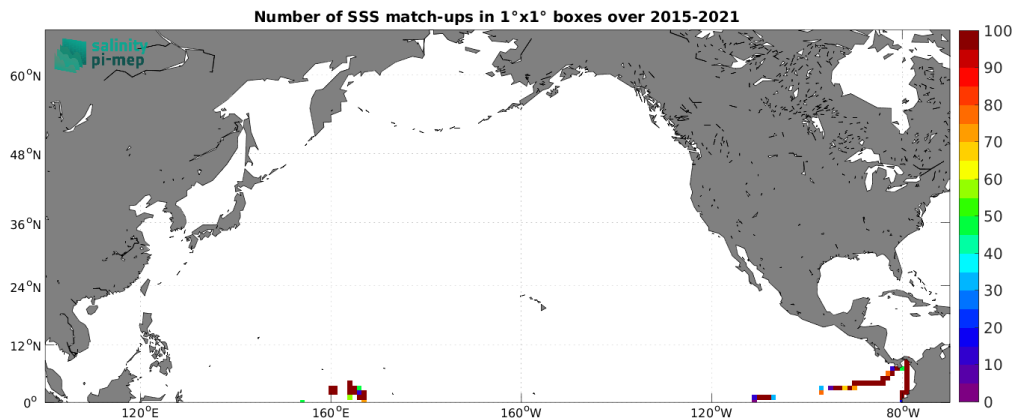 Number of SSS match-ups in 1°x1° boxes over 2015-2021
salinity
pi-mep
60°N
48°N
36°N
24°N
12°N
0°
120°E
160°E
160°W
120°W
80°W
100
90
80
70
60
50
40
30
20
10
0